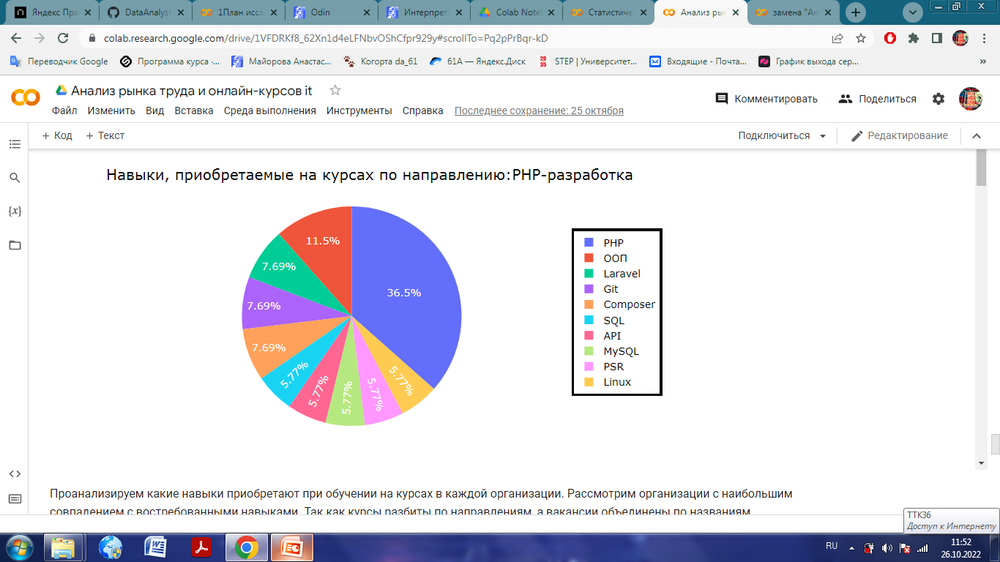 Яндекс Пра
DataAnalyst
1План иссл
Odin
Интерпрет
Colab Note
Статистиче
Анализ рын
замена "Ан
colab.research.google.com/drive/1VFDRKf8_62Xn1d4eLFNbvOShCfpr929y#scrollTo=Pq2pPrBqr-kD
Переводчик Google
Программа курса ·...
Майорова Анастас...
Когорта da_61
61А — Яндекс.Диск
20 35
STEP | Университет...
Входящие - Почта...
График выхода сер...
»
CO
Анализ рынка труда и онлайн-курсов it
Комментировать
Поделиться
Файл Изменить Вид Вставка Среда выполнения Инструменты Справка Последнее сохранение: 25 октября
+ Код + Текст
Подключиться
Редактирование
{x}
Навыки, приобретаемые на курсах по направлению:PHP-разработка
11.5%
7.69%
36.5%
7.69%
7.69%
5.77%
5.77%
5.77%
5.77%
5.77%
PHP
ООП
Laravel
Git
Composer
SQL
API
MySQL
PSR
Linux
Проанализируем какие навыки приобретают при обучении на курсах в каждой организации. Рассмотрим организации с наибольшим
совпадением с востребованными навыками. Так как курсы разбиты по направлениям, а вакансии объединены по названиям
ТТК36
Доступ к Интернету
RU
11:52
26.10.2022